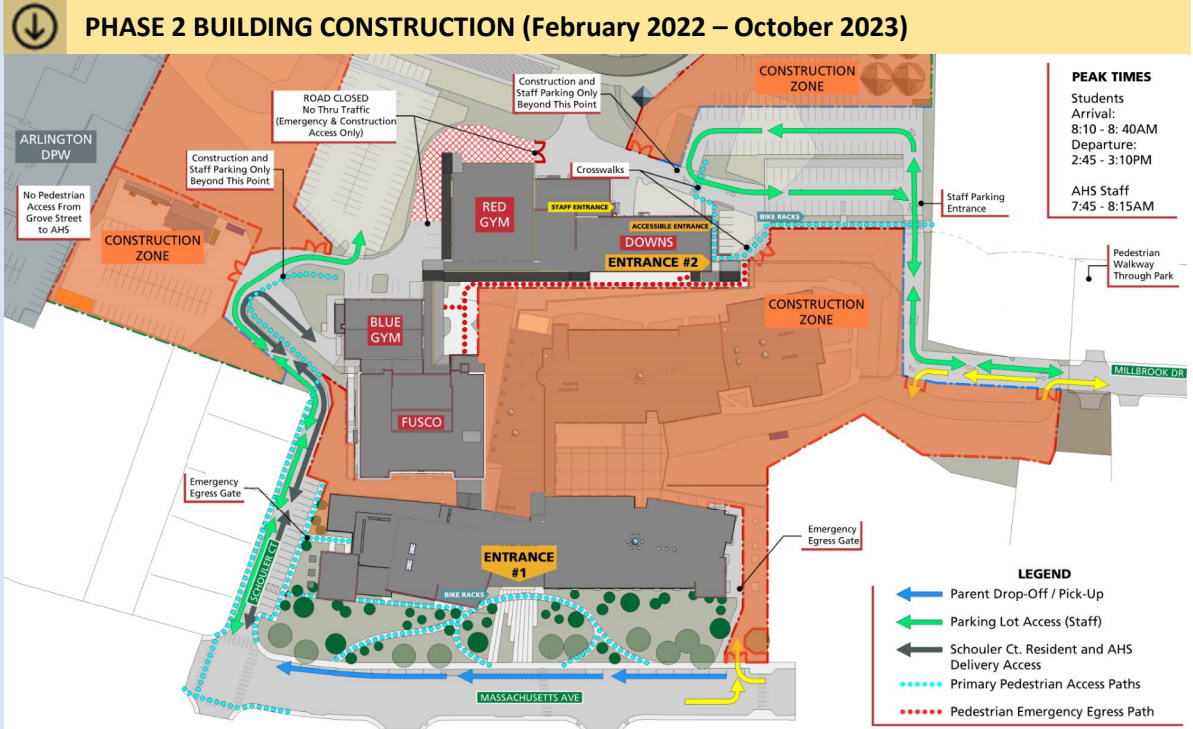 PHASE 2 BUILDING CONSTRUCTION (February 2022 – October 2023)
ARLINGTON
DPW
No Pedestrian
Access From
Grove Street
to AHS
CONSTRUCTION
ZONE
Construction and
Staff Parking Only
Beyond This Point
ROAD CLOSED
No Thru Traffic
(Emergency & Construction
Access Only)
Construction and
Staff Parking Only
Beyond This Point
Crosswalks
CONSTRUCTION
ZONE
PEAK TIMES
Students
Arrival:
8:10 - 8: 40AM
Departure:
2:45 - 3:10PM
AHS Staff
7:45 - 8:15AM
Staff Parking
Entrance
Pedestrian
Walkway
Through Park
RED
GYM
STAFF ENTRANCE
ACCESSIBLE ENTRANCE
DOWNS
ENTRANCE #2
BIKE RACKS
CONSTRUCTION
ZONE
BLUE
GYM
FUSCO
MILLBROOK DR
Emergency
Egress Gate
SCHOULER CT
ENTRANCE
#1
BIKE RACKS
Emergency
Egress Gate
MASSACHUSETTS AVE
LEGEND
Parent Drop-Off / Pick-Up
Parking Lot Access (Staff)
Schouler Ct. Resident and AHS
Delivery Access
Primary Pedestrian Access Paths
Pedestrian Emergency Egress Path